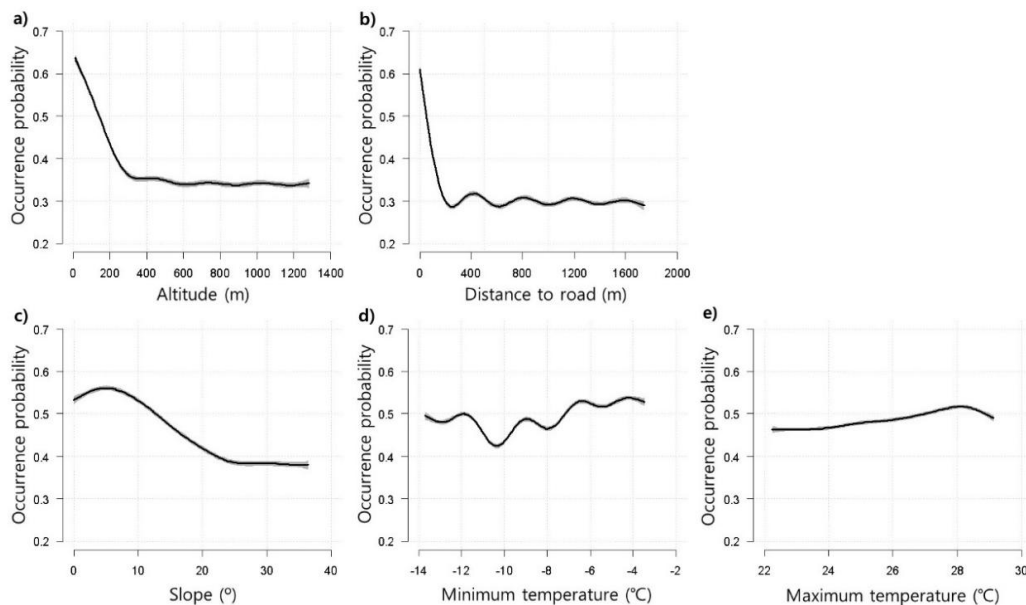 a)
0.7
0.6
0.5
0.4
0.3
0.2
Occurrence probability
0 200 400 600 800 1000 1200 1400
Altitude (m)
b)
0.7
0.6
0.5
0.4
0.3
0.2
Occurrence probability
0 400 800 1200 1600 2000
Distance to road (m)
c)
0.7
0.6
0.5
0.4
0.3
0.2
Occurrence probability
0 10 20 30 40
Slope (º)
d)
0.7
0.6
0.5
0.4
0.3
0.2
Occurrence probability
-14 -12 -10 -8 -6 -4 -2
Minimum temperature (℃)
e)
0.7
0.6
0.5
0.4
0.3
0.2
Occurrence probability
22 24 26 28 30
Maximum temperature (℃)